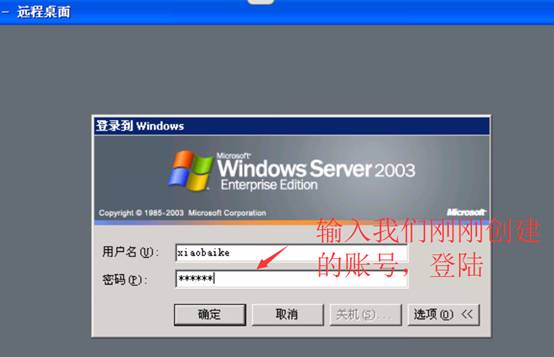 - 远程桌面
登录到 Windows
Microsoft
Windows Server 2003
Enterprise Edition
Copyright © 1985-2003 Microsoft Corporation
Microsoft
输入我们刚刚创建
的账号，登陆
用户名(U):
xiaobaike
密码(P):
******
确定
取消
关机(S)...
选项(O) <<